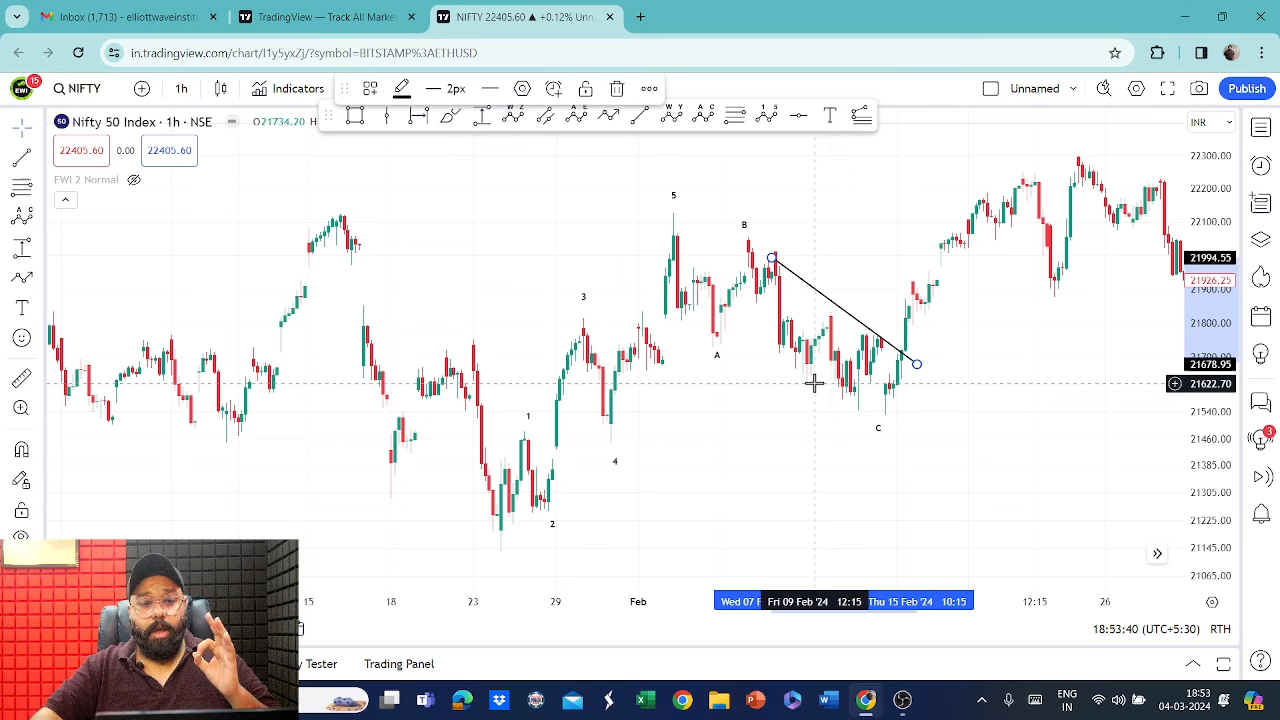 Inbox (1,713) - elliottwaveinstit
TradingView — Track All Market
NIFTY 22405.60 ▲ +0.12% Unn
in.tradingview.com/chart/I1y5yxZj/?symbol=BITSTAMP%3AETHUSD
EWI
15
NIFTY
1h
Indicators
2px
Unnamed
Publish
50
Nifty 50 Index · 1h · NSE
O21734.20
INR
22405.60
0.00
22405.60
EWI 2 Normal
22300.00
22200.00
22100.00
21994.55
21926.25
21900.00
21800.00
21700.00
21678.95
21622.70
21540.00
21460.00
21385.00
21305.00
21225.00
21145.00
21065.00
5
B
3
A
1
C
4
2
15
18
23
29
Feb
Wed 07 F
Fri 09 Feb '24
12:15
Thu 15 Feb '24
10:15
12:15
26
3
18:53:40 (UTC+5:30)
RTH
y Tester
Trading Panel
ENG
IN
18:53
04-03-2024